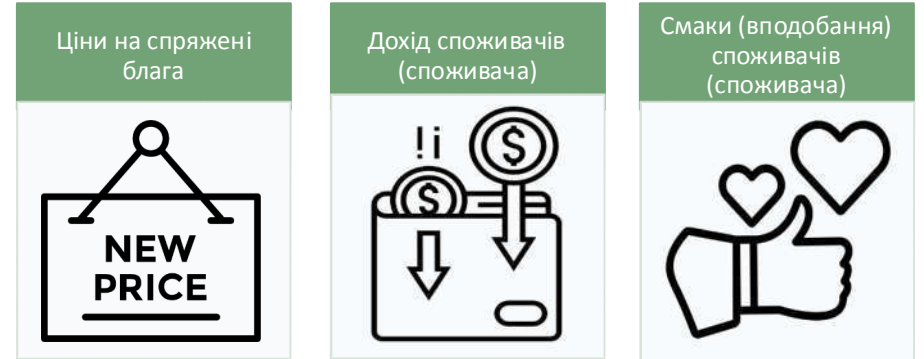 Ціни на спряжені
блага
Дохід споживачів
(споживача)
Смаки (вподобання)
споживачів
(споживача)
NEW
PRICE
!i
$
$